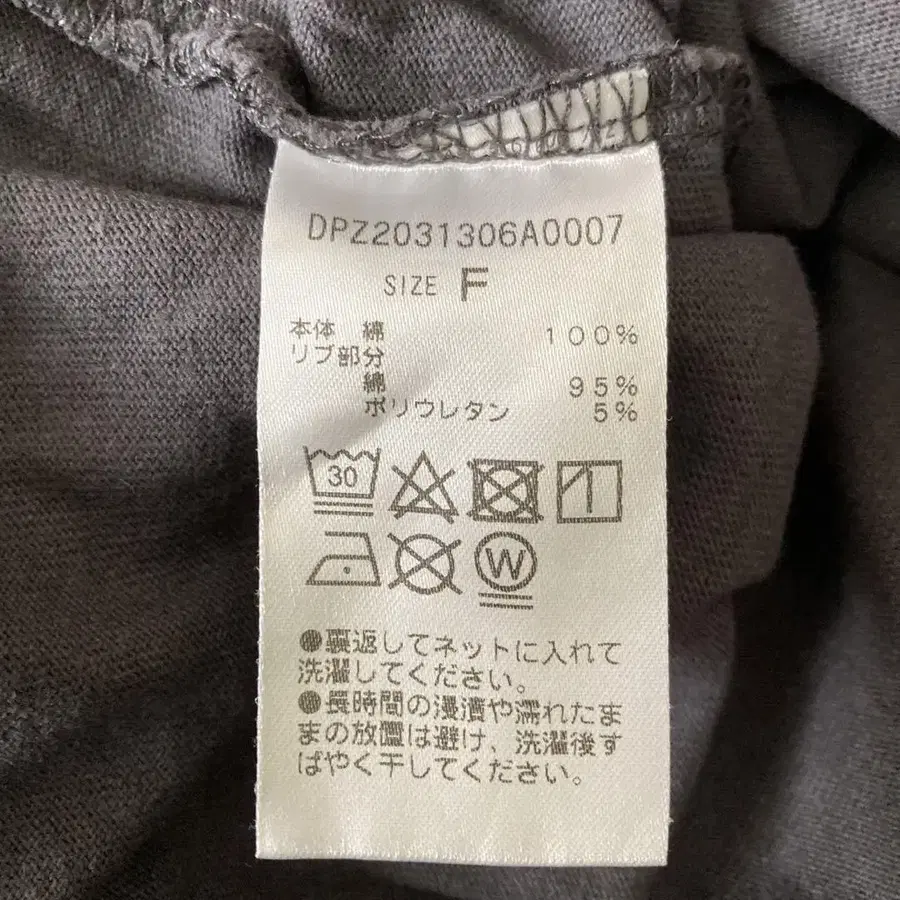 DPZ2031306A0007
SIZE F
本体 綿 100%
リブ部分
綿 95%
ポリウレタン 5%
30
W
●裏返してネットに入れて
洗濯してください。
●長時間の浸漬や濡れたま
まの放置は避け、洗濯後す
ばやく干してください。